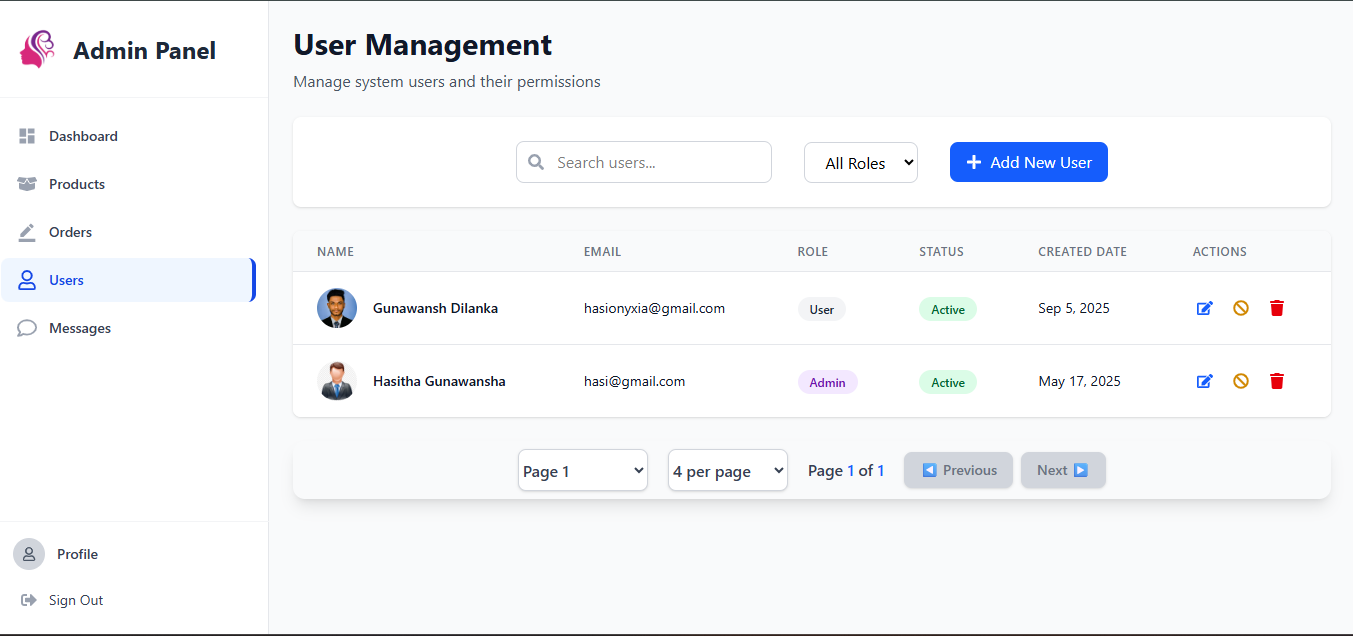 Admin Panel
Dashboard
Products
Orders
Users
Messages
Profile
Sign Out
User Management
Manage system users and their permissions
Search users... All Roles Add New User
NAME EMAIL ROLE STATUS CREATED DATE ACTIONS
Gunawansh Dilanka hasionyxia@gmail.com User Active Sep 5, 2025
Hasitha Gunawansha hasi@gmail.com Admin Active May 17, 2025
Page 1 4 per page Page 1 of 1 Previous Next